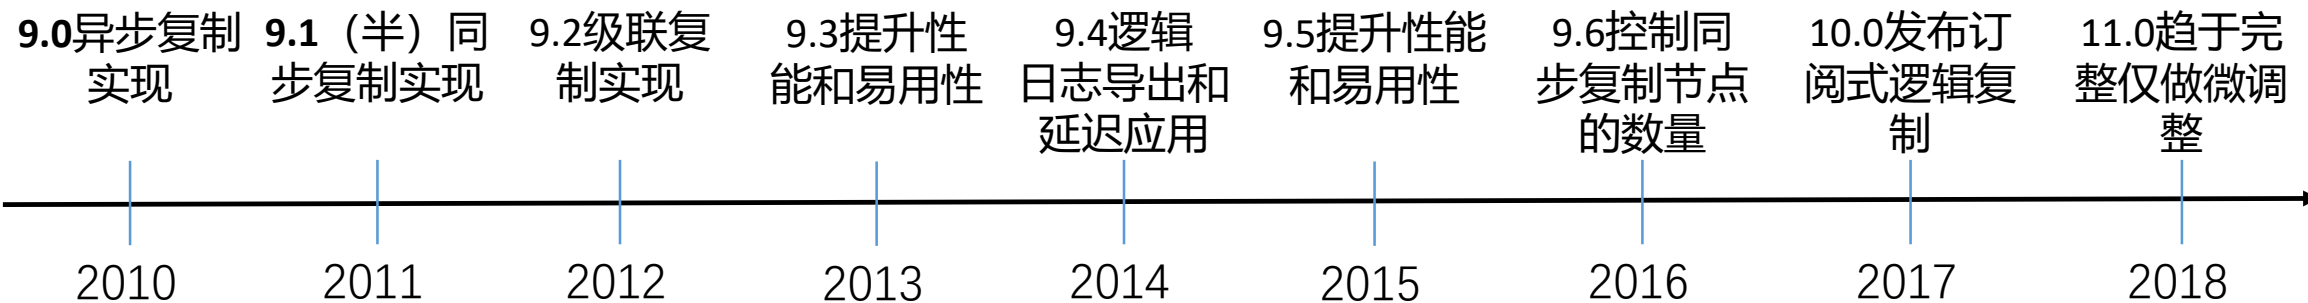 9.0异步复制
实现
9.1（半）同
步复制实现
9.2级联复
制实现
9.3提升性
能和易用性
9.4逻辑
日志导出和
延迟应用
9.5提升性能
和易用性
9.6控制同
步复制节点
的数量
10.0发布订
阅式逻辑复
制
11.0趋于完
整仅做微调
整
2010
2011
2012
2013
2014
2015
2016
2017
2018